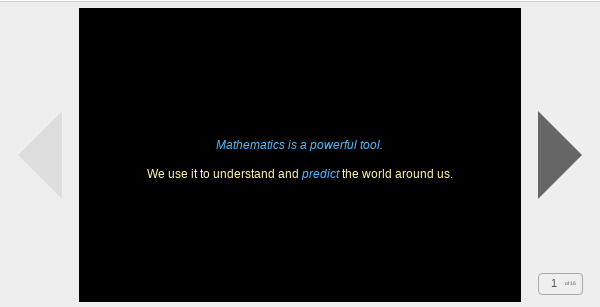 Mathematics is a powerful tool.
We use it to understand and predict the world around us.
1 of 16